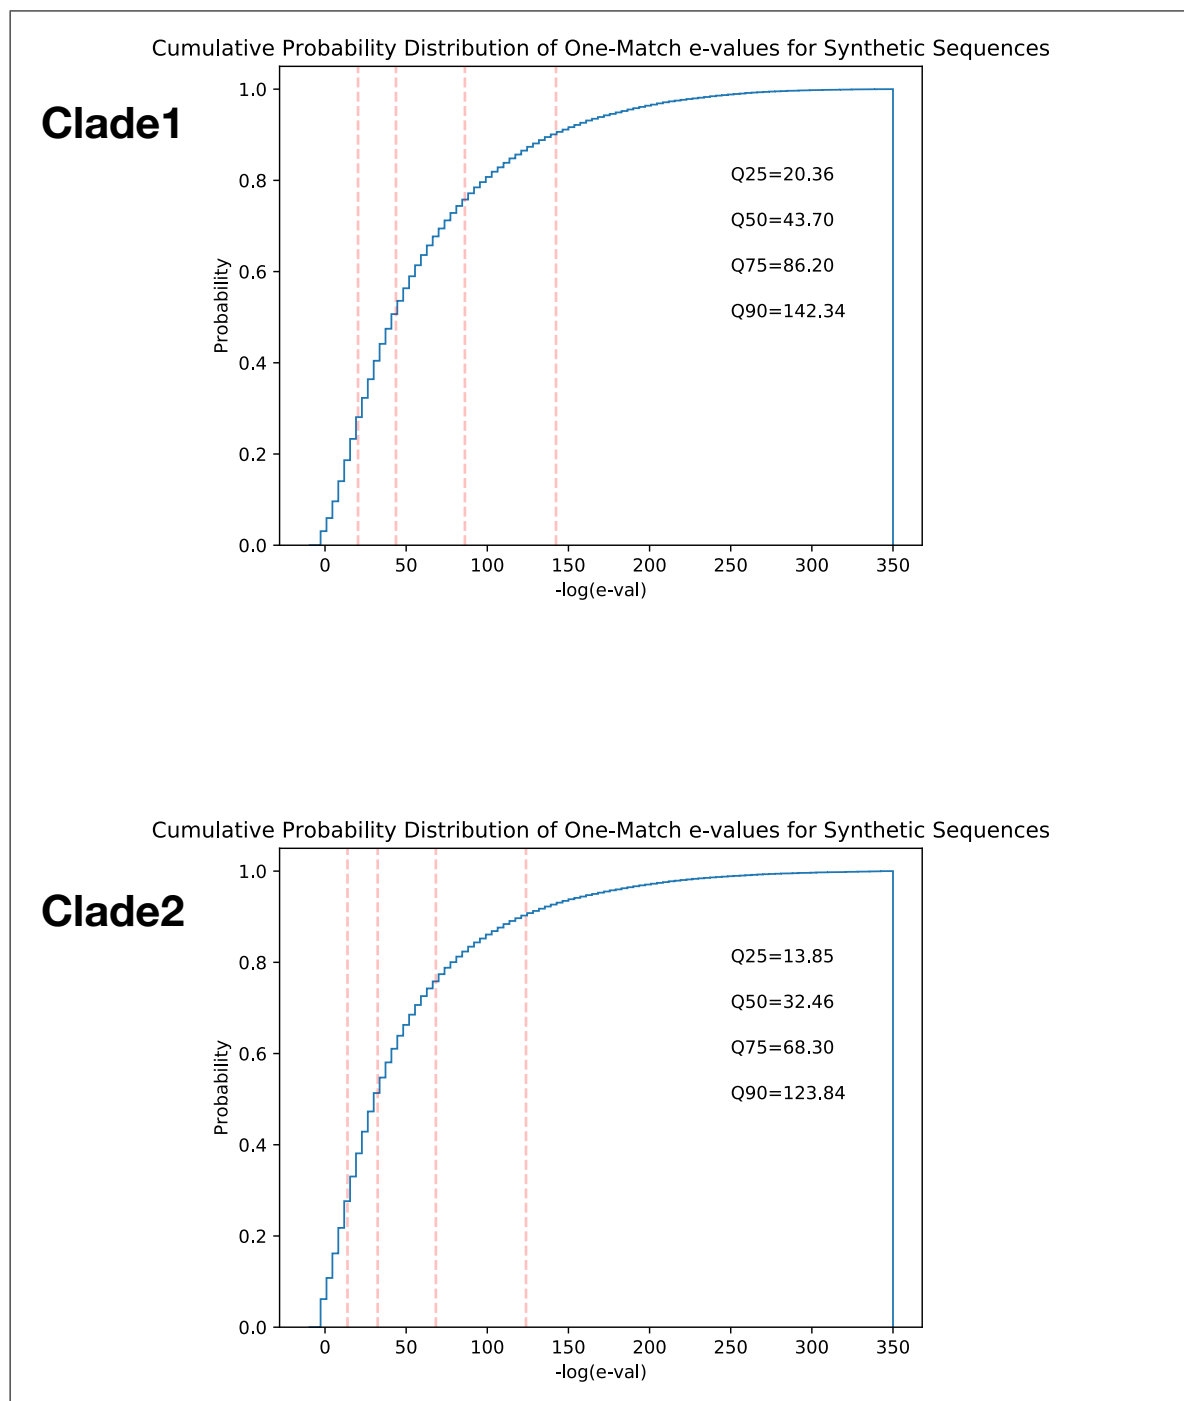 Cumulative Probability Distribution of One-Match e-values for Synthetic Sequences
Clade1
1.0
0.8
0.6
0.4
0.2
0.0
Probability
Q25=20.36
Q50=43.70
Q75=86.20
Q90=142.34
0 50 100 150 200 250 300 350
-log(e-val)
Cumulative Probability Distribution of One-Match e-values for Synthetic Sequences
Clade2
1.0
0.8
0.6
0.4
0.2
0.0
Probability
Q25=13.85
Q50=32.46
Q75=68.30
Q90=123.84
0 50 100 150 200 250 300 350
-log(e-val)